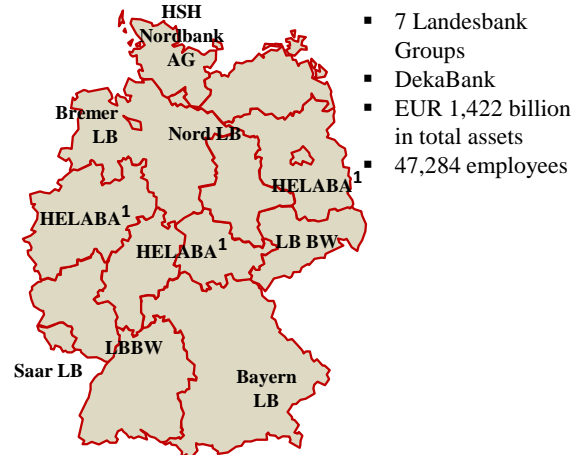 HSH
Nordbank
AG
Bremer
LB
Nord LB
HELABA1
HELABA1
HELABA1
LB BW
LBBW
Saar LB
Bayern
LB
▪ 7 Landesbank
Groups
▪ DekaBank
▪ EUR 1,422 billion
in total assets
▪ 47,284 employees